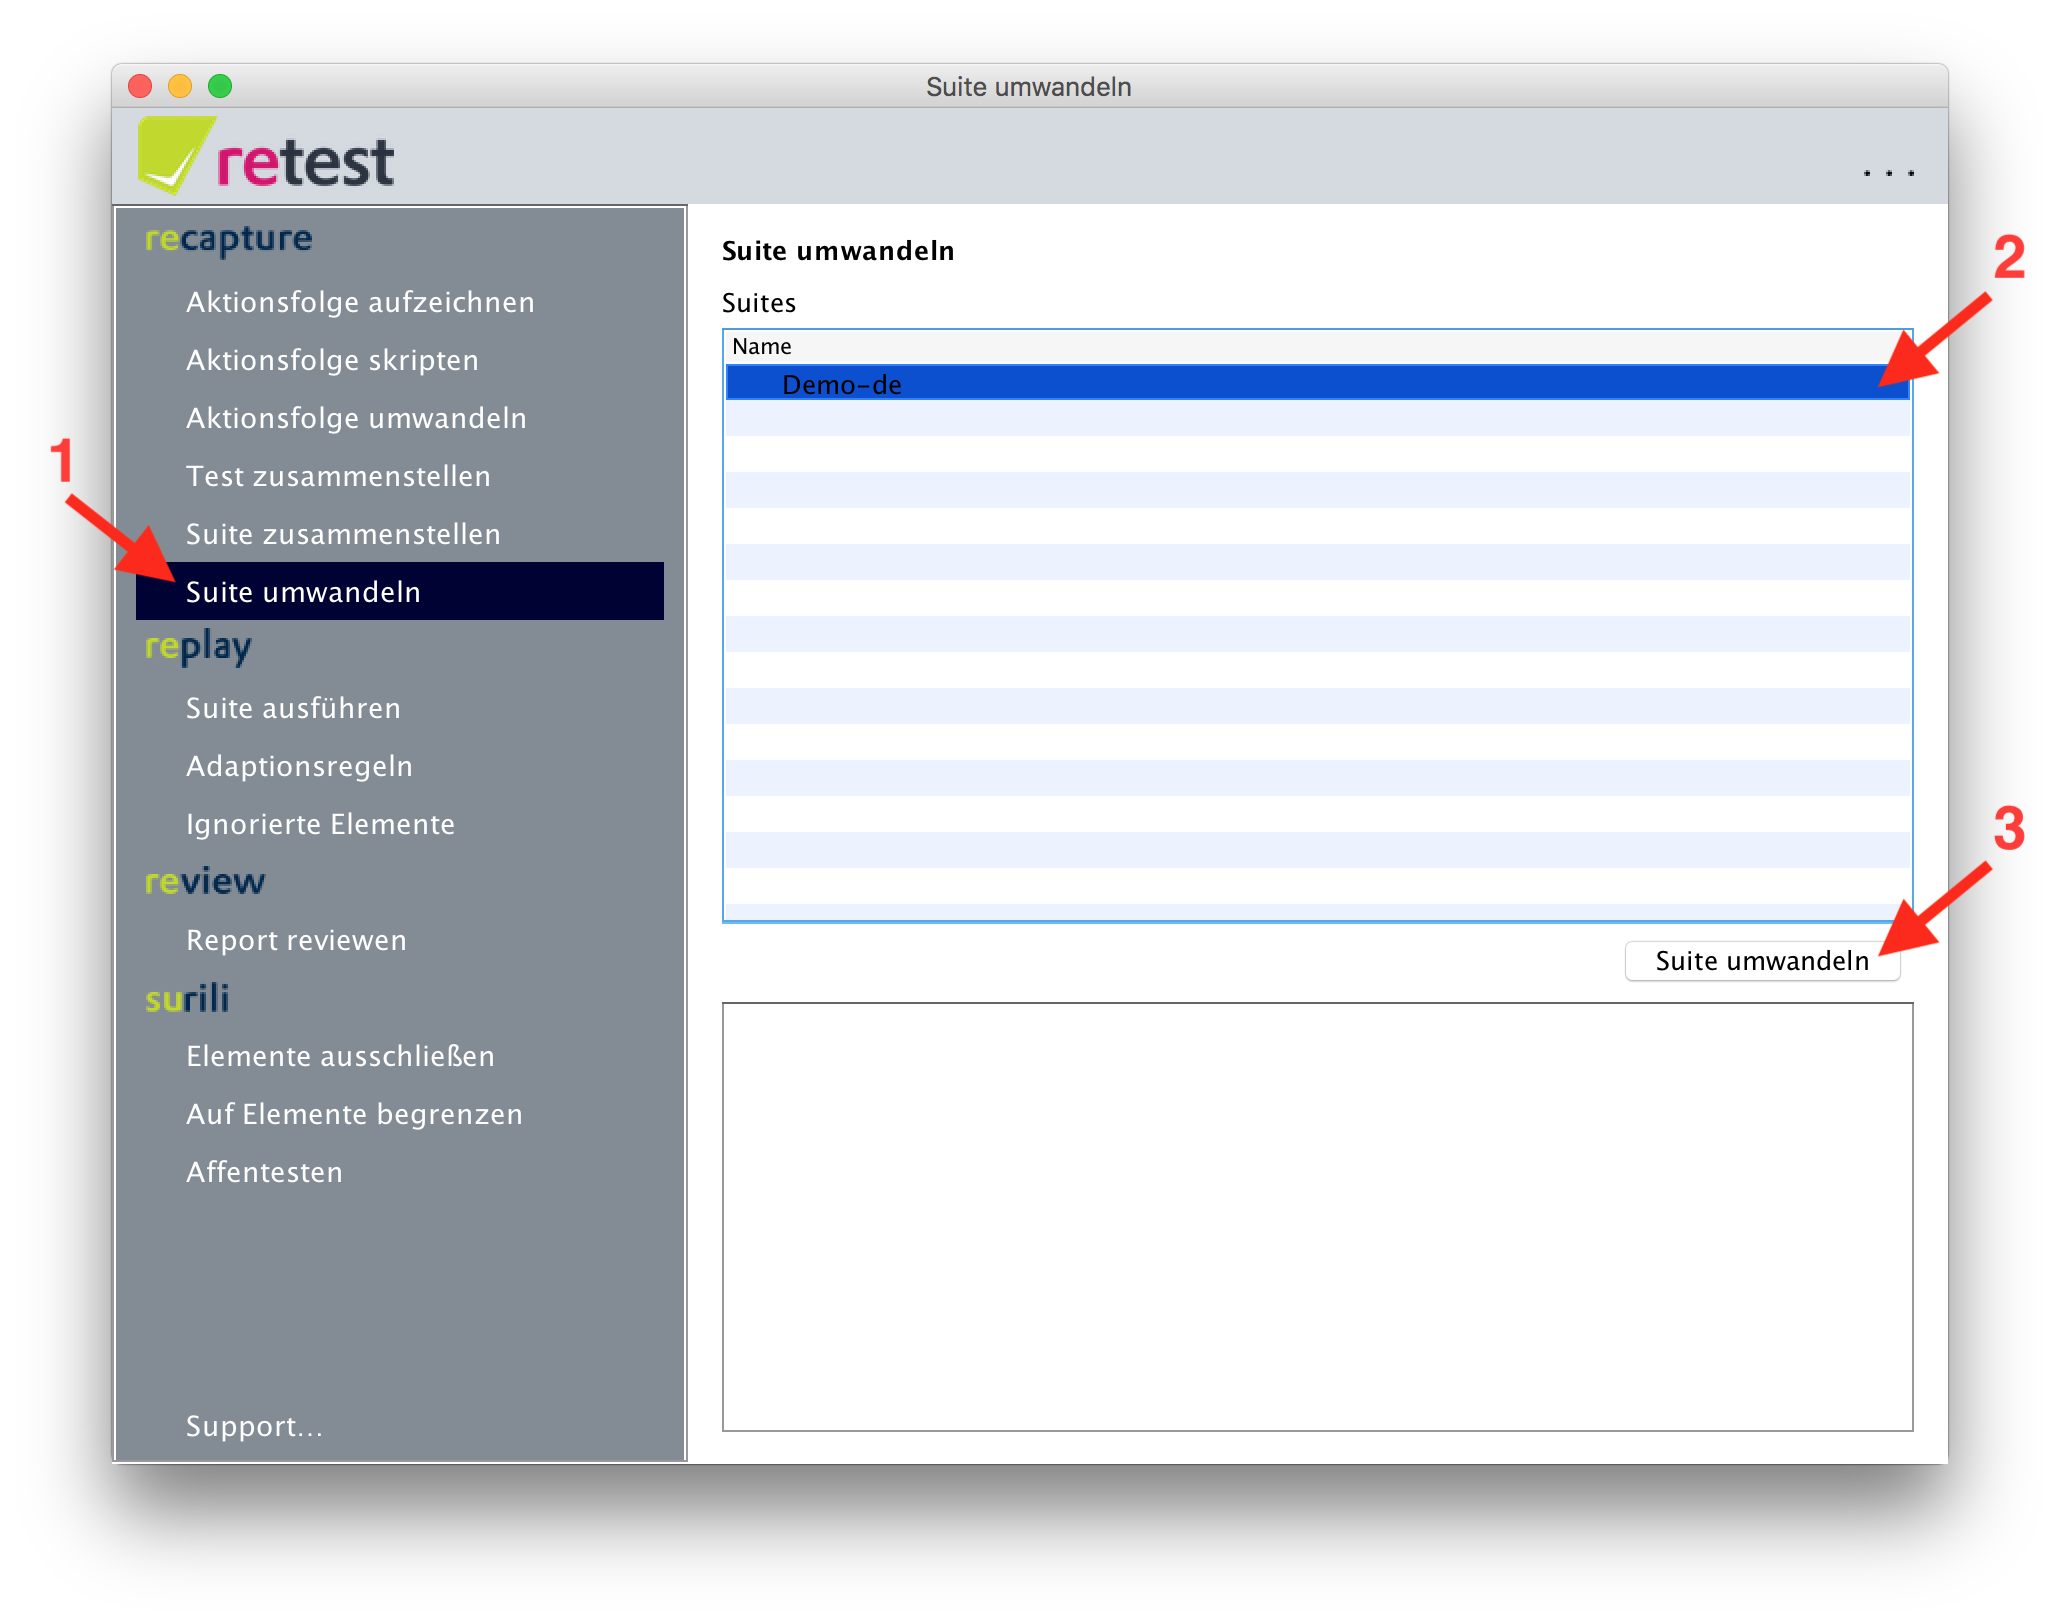 Suite umwandeln
retest
...
recapture
Aktionsfolge aufzeichnen
Aktionsfolge skripten
Aktionsfolge umwandeln
Test zusammenstellen
1
Suite zusammenstellen
Suite umwandeln
replay
Suite ausführen
Adaptionsregeln
Ignorierte Elemente
review
Report reviewen
surili
Elemente ausschließen
Auf Elemente begrenzen
Affentesten
Support...
Suite umwandeln
2
Suites
Name
Demo-de
3
Suite umwandeln